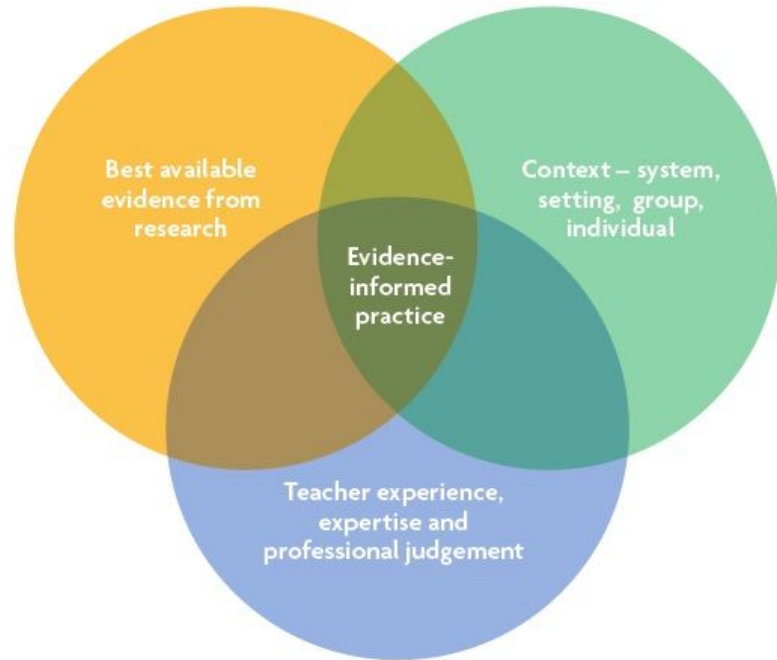 Best available
evidence from
research
Context – system,
setting, group,
individual
Evidence-
informed
practice
Teacher experience,
expertise and
professional judgement